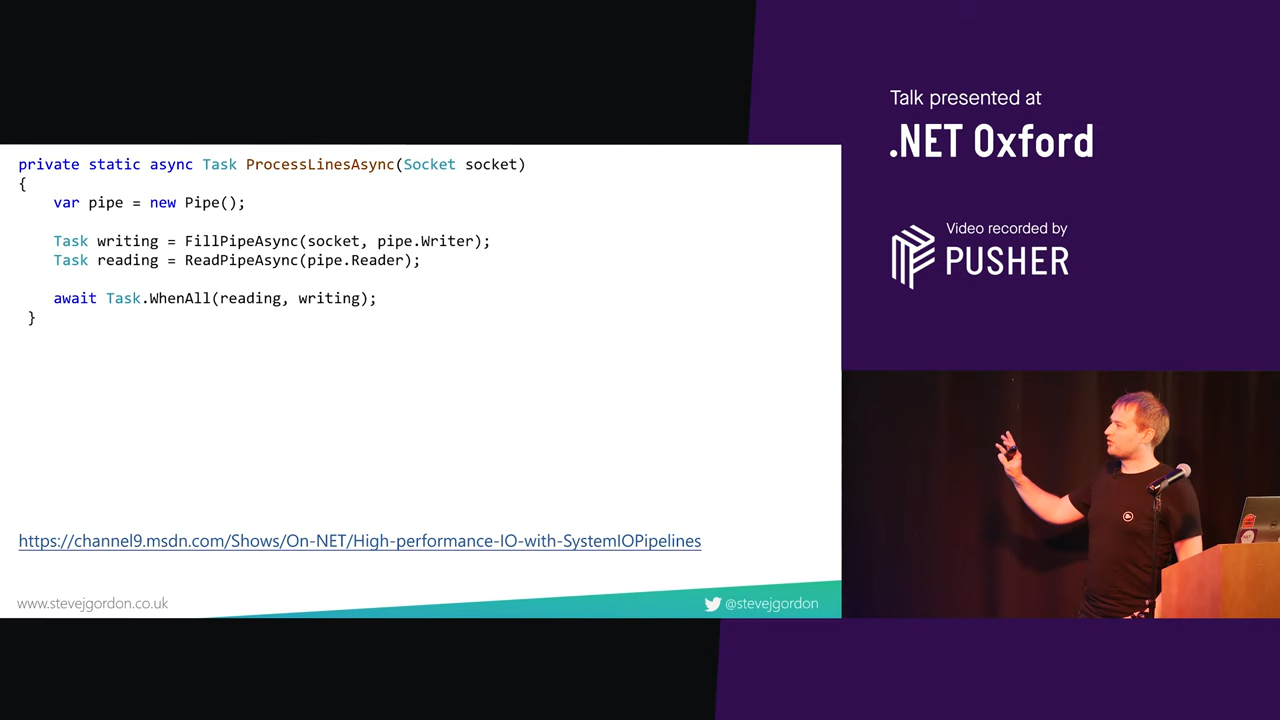 private static async Task ProcessLinesAsync(Socket socket)
{
var pipe = new Pipe();
Task writing = FillPipeAsync(socket, pipe.Writer);
Task reading = ReadPipeAsync(pipe.Reader);
await Task.WhenAll(reading, writing);
}
https://channel9.msdn.com/Shows/On-NET/High-performance-IO-with-SystemIOPipelines
www.stevejgordon.co.uk
@stevejgordon
Talk presented at
.NET Oxford
Video recorded by
PUSHER